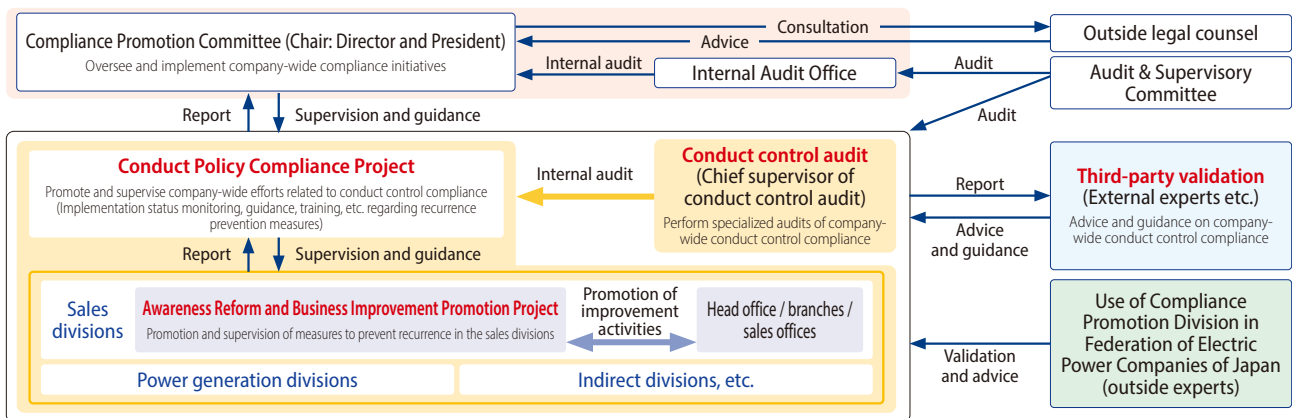 Compliance Promotion Committee (Chair: Director and President)
Oversee and implement company-wide compliance initiatives
Consultation
Advice
Outside legal counsel
Internal audit
Internal Audit Office
Audit
Audit & Supervisory
Committee
Audit
Report
Supervision and guidance
Conduct Policy Compliance Project
Promote and supervise company-wide efforts related to conduct control compliance
(Implementation status monitoring, guidance, training, etc. regarding recurrence
prevention measures)
Internal audit
Conduct control audit
(Chief supervisor of
conduct control audit)
Perform specialized audits of company-
wide conduct control compliance
Report
Advice
and guidance
Third-party validation
(External experts etc.)
Advice and guidance on company-
wide conduct control compliance
Report
Supervision and guidance
Sales
divisions
Awareness Reform and Business Improvement Promotion Project
Promotion and supervision of measures to prevent recurrence in the sales divisions
Promotion of
improvement
activities
Head office / branches /
sales offices
Power generation divisions
Indirect divisions, etc.
Validation
and advice
Use of Compliance
Promotion Division in
Federation of Electric
Power Companies of Japan
(outside experts)